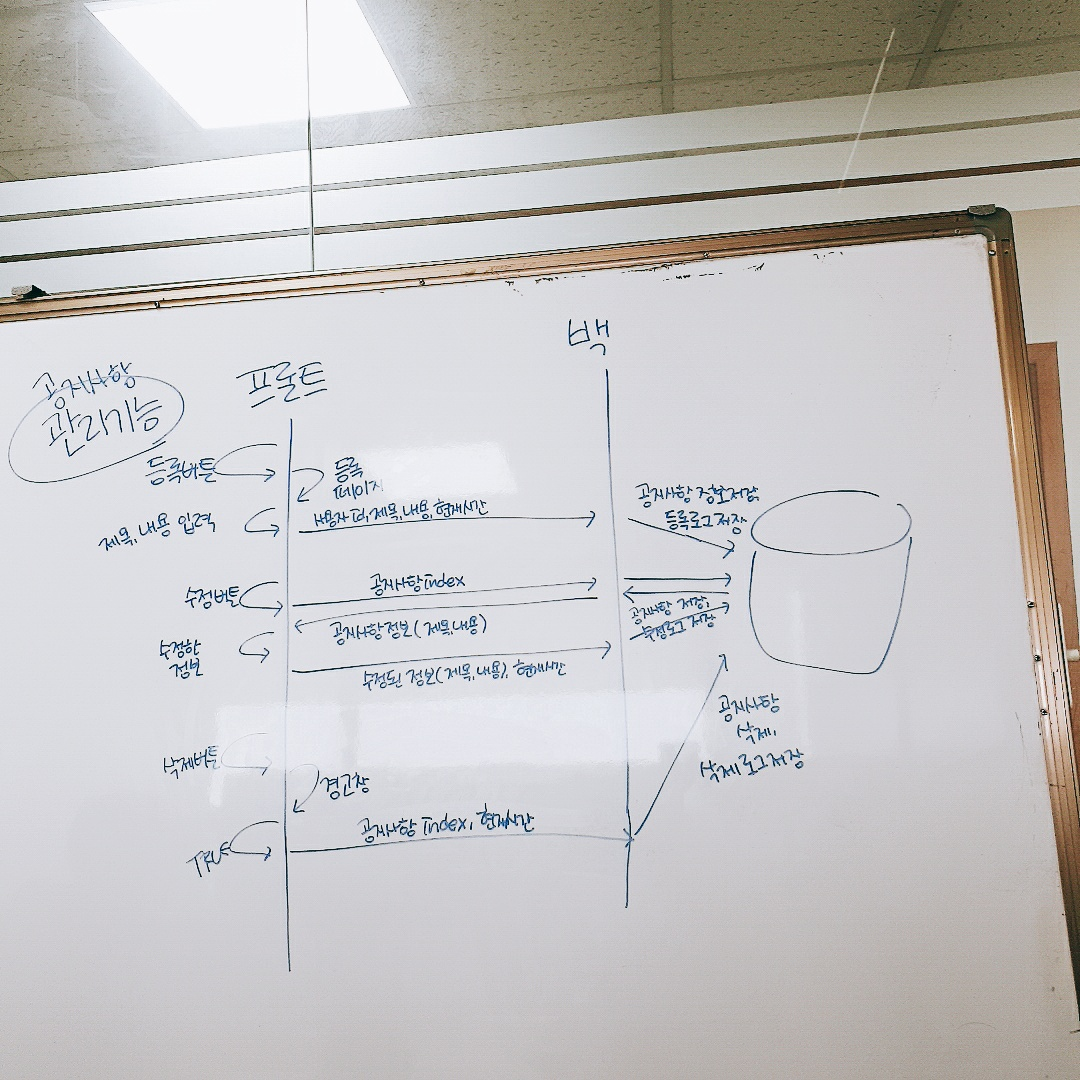 공지사항
관리기능
프론트
백
등록버튼
등록
페이지
제목, 내용 입력
사용자 Id, 제목, 내용, 현재시간
공지사항 정보저장,
등록로그 저장
수정버튼
공지사항 index
공지사항 정보 (제목, 내용)
공지사항 저장,
수정로그 저장
수정한
정보
수정된 정보(제목, 내용), 현재시간
삭제버튼
경고창
공지사항
삭제,
삭제로그저장
공지사항 index, 현재시간
TRUE